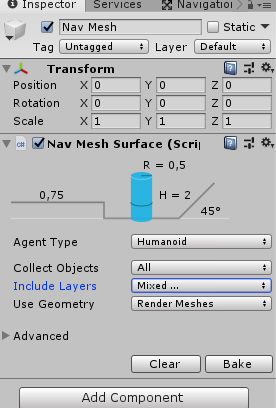 Inspector Services Navigation
Nav Mesh Static
Tag Untagged Layer Default
Transform
Position X 0 Y 0 Z 0
Rotation X 0 Y 0 Z 0
Scale X 1 Y 1 Z 1
Nav Mesh Surface (Scrip
R = 0,5
0,75
H = 2
45°
Agent Type Humanoid
Collect Objects All
Include Layers Mixed ...
Use Geometry Render Meshes
Advanced
Clear Bake
Add Component